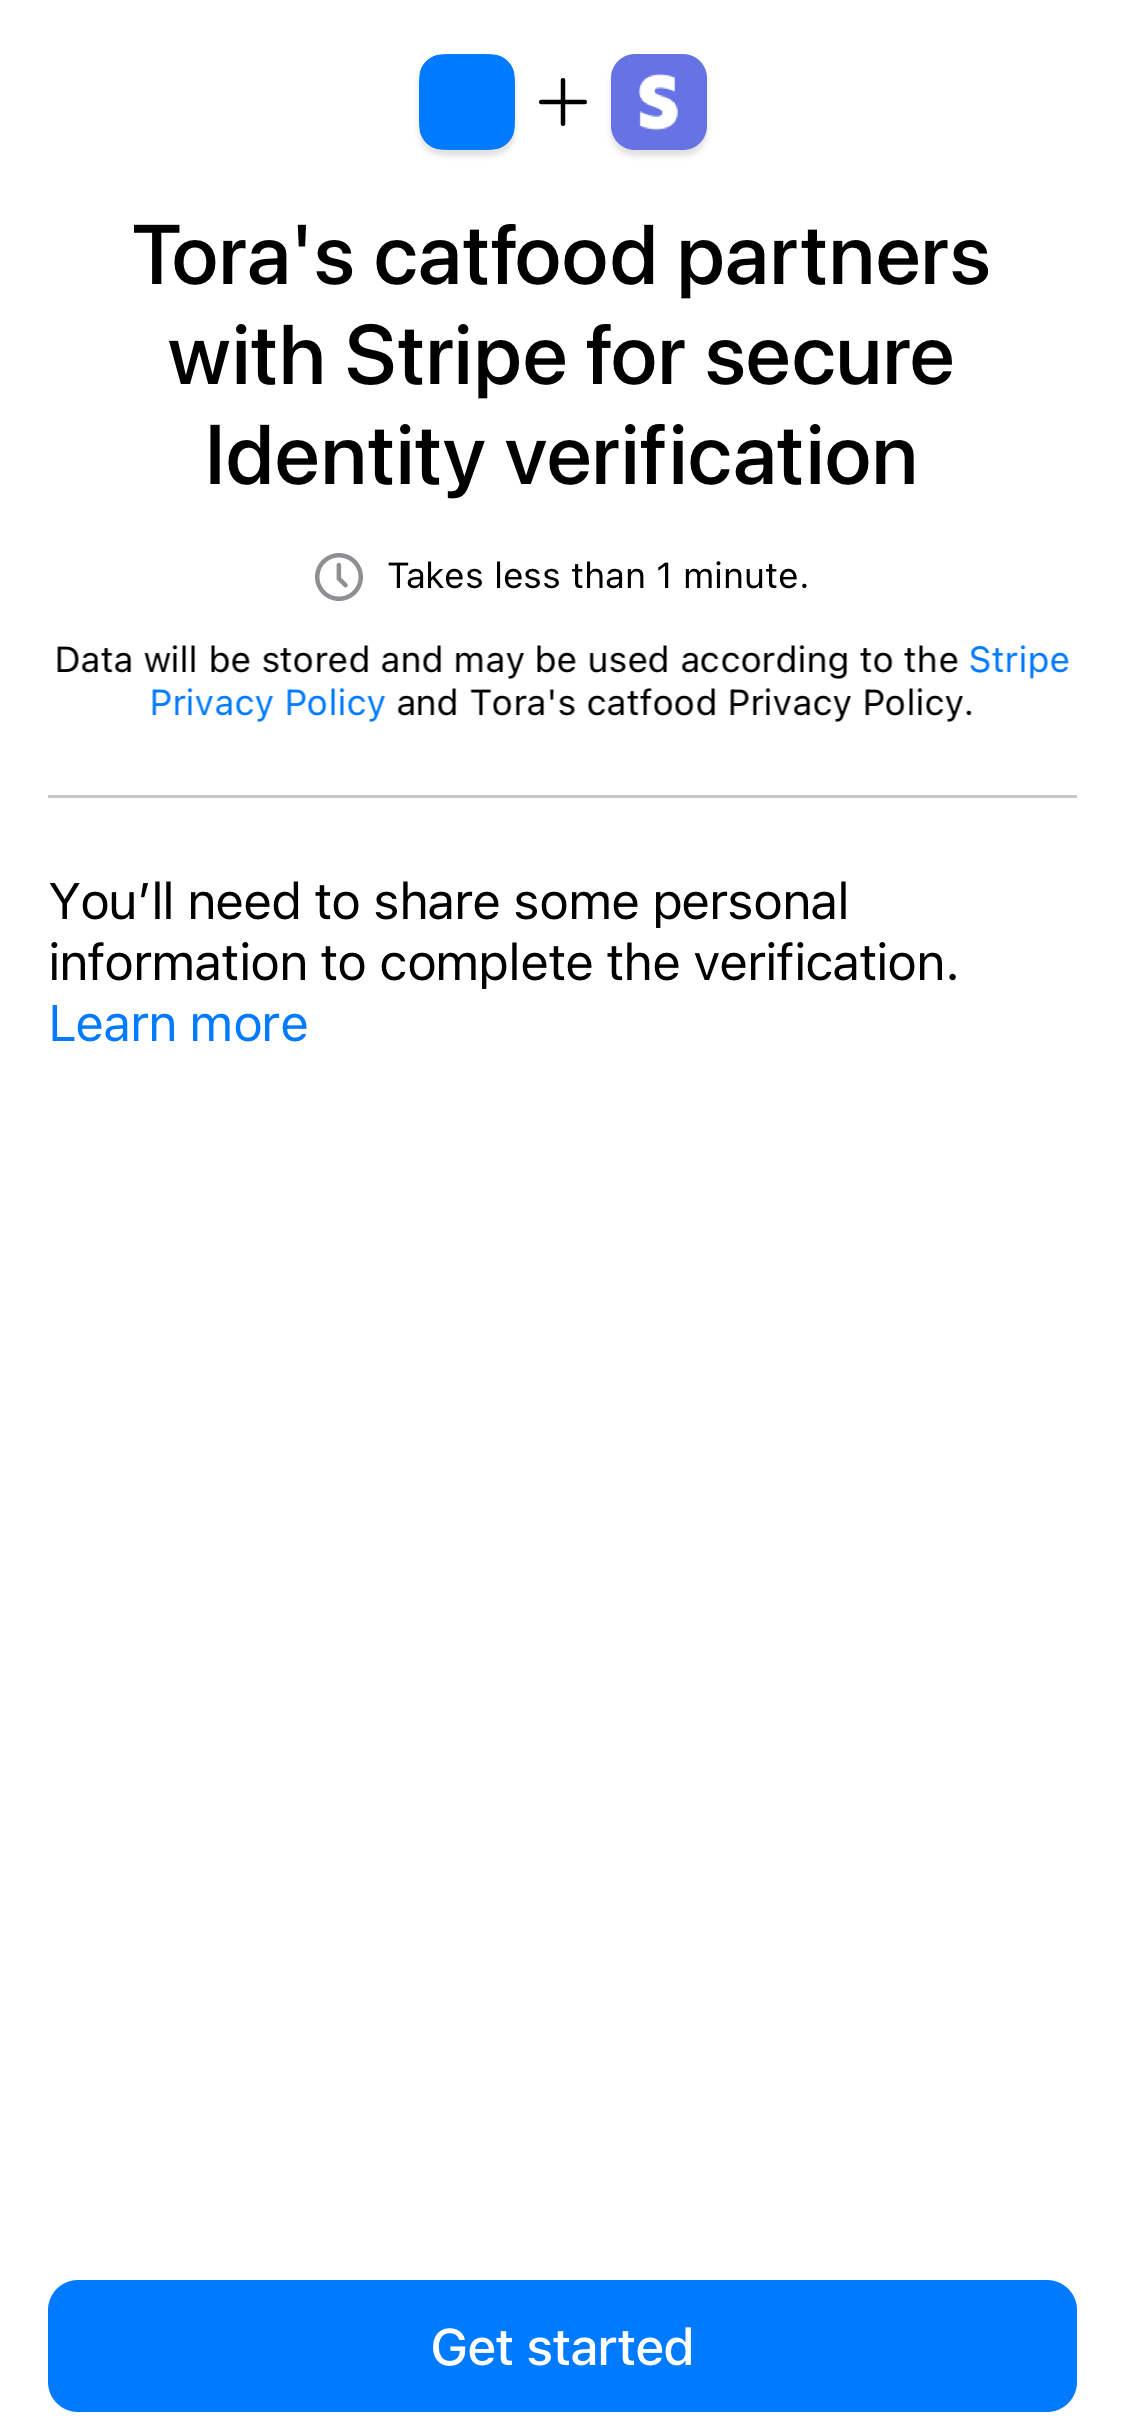 S
Tora's catfood partners
with Stripe for secure
Identity verification
Takes less than 1 minute.
Data will be stored and may be used according to the Stripe
Privacy Policy and Tora's catfood Privacy Policy.
You’ll need to share some personal
information to complete the verification.
Learn more
Get started